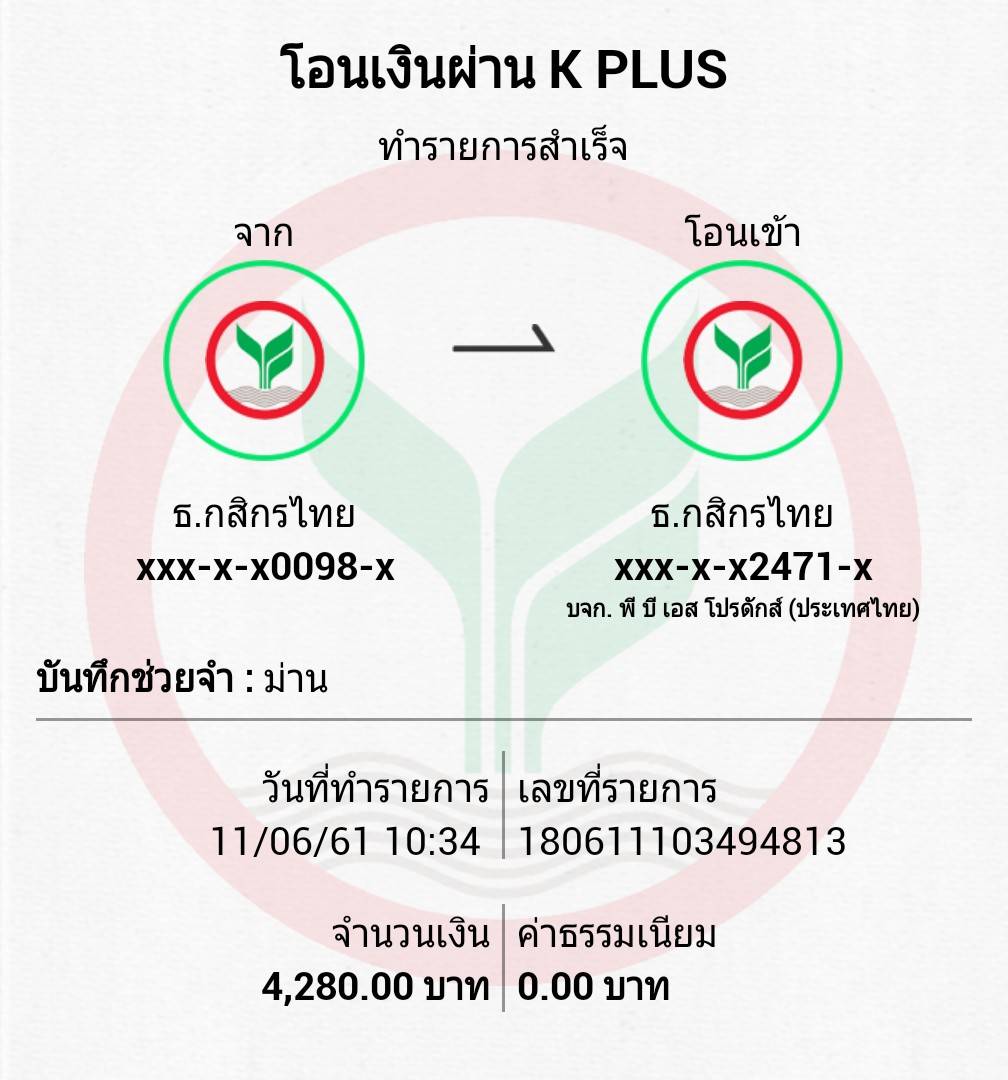 โอนเงินผ่าน K PLUS
ทำรายการสำเร็จ
จาก
โอนเข้า
ธ.กสิกรไทย
xxx-x-x0098-x
ธ.กสิกรไทย
xxx-x-x2471-x
บจก. พี บี เอส โปรดักส์ (ประเทศไทย)
บันทึกช่วยจำ : ม่าน
วันที่ทำรายการ
11/06/61 10:34
เลขที่รายการ
180611103494813
จำนวนเงิน
4,280.00 บาท
ค่าธรรมเนียม
0.00 บาท